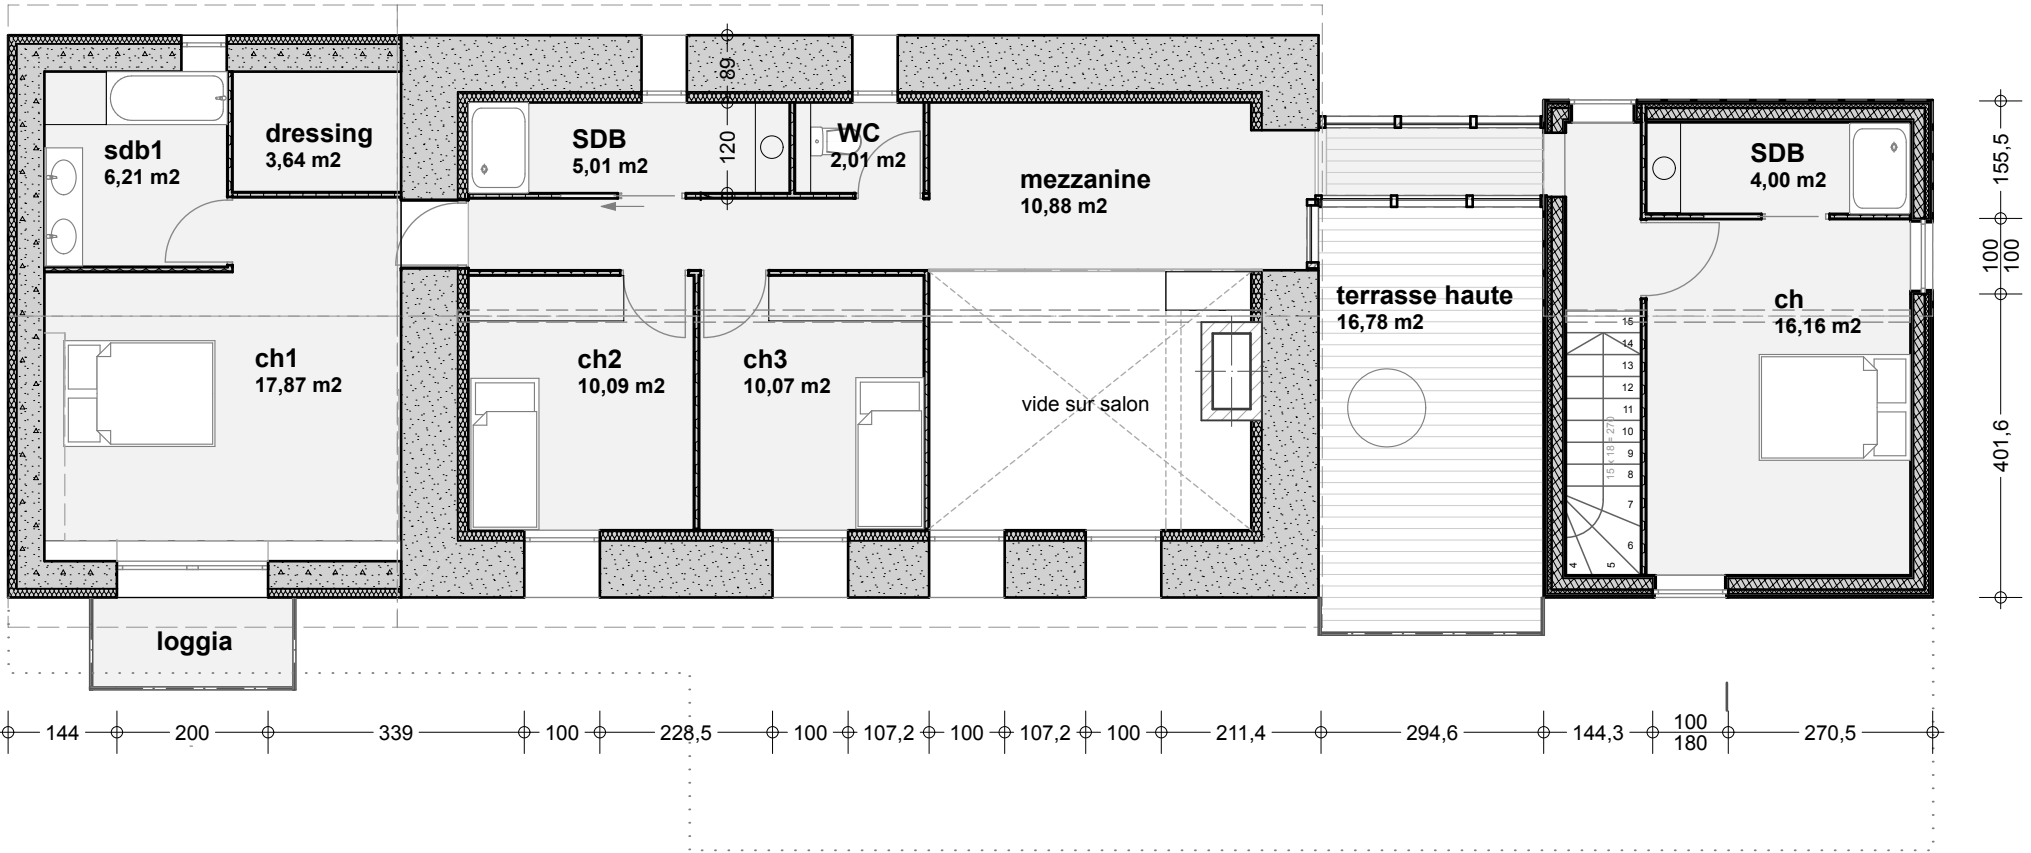 sdb1
6,21 m2
dressing
3,64 m2
89
120
SDB
5,01 m2
WC
2,01 m2
mezzanine
10,88 m2
SDB
4,00 m2
155,5
100
100
401,6
ch1
17,87 m2
ch2
10,09 m2
ch3
10,07 m2
vide sur salon
terrasse haute
16,78 m2
ch
16,16 m2
15
14
13
12
11
10
9
8
7
6
5
4
15 x 18 = 270
loggia
144
200
339
100
228,5
100
107,2
100
107,2
100
211,4
294,6
144,3
100
180
270,5